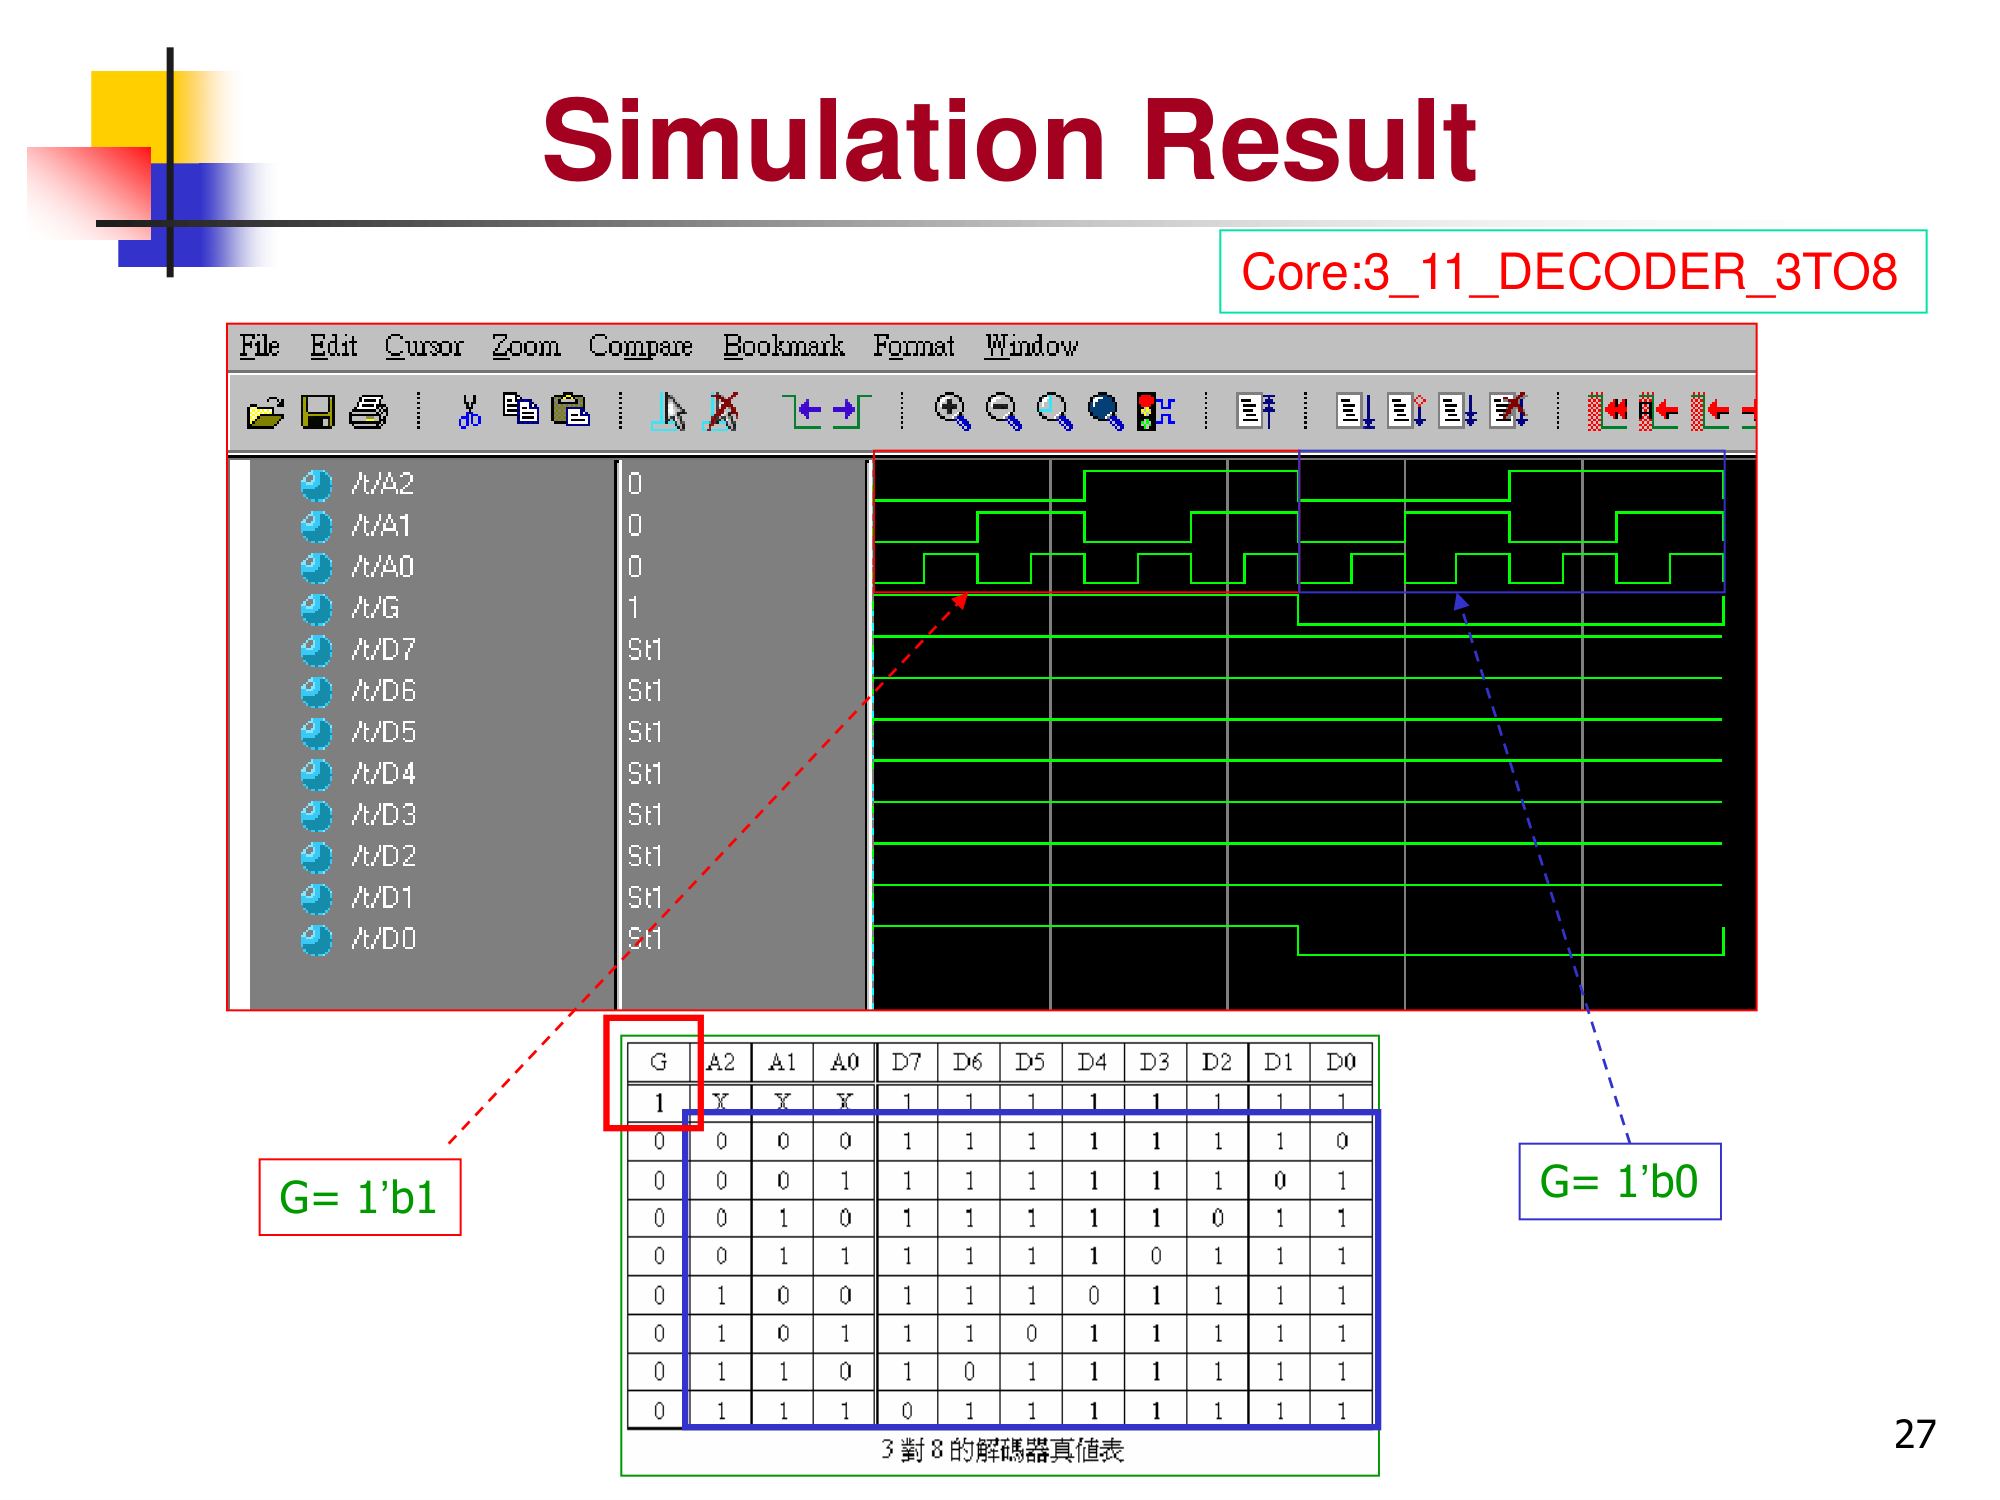 Simulation Result
Core:3_11_DECODER_3TO8
File Edit Cursor Zoom Compare Bookmark Format Window
/t/A2 0
/t/A1 0
/t/A0 0
/t/G 1
/t/D7 St1
/t/D6 St1
/t/D5 St1
/t/D4 St1
/t/D3 St1
/t/D2 St1
/t/D1 St1
/t/D0 St1
G A2 A1 A0 D7 D6 D5 D4 D3 D2 D1 D0
1 X X X 1 1 1 1 1 1 1 1
0 0 0 0 1 1 1 1 1 1 1 0
0 0 0 1 1 1 1 1 1 1 0 1
0 0 1 0 1 1 1 1 1 0 1 1
0 0 1 1 1 1 1 1 0 1 1 1
0 1 0 0 1 1 1 0 1 1 1 1
0 1 0 1 1 1 0 1 1 1 1 1
0 1 1 0 1 0 1 1 1 1 1 1
0 1 1 1 0 1 1 1 1 1 1 1
3 對 8 的解碼器真值表
G= 1’b1
G= 1’b0
27